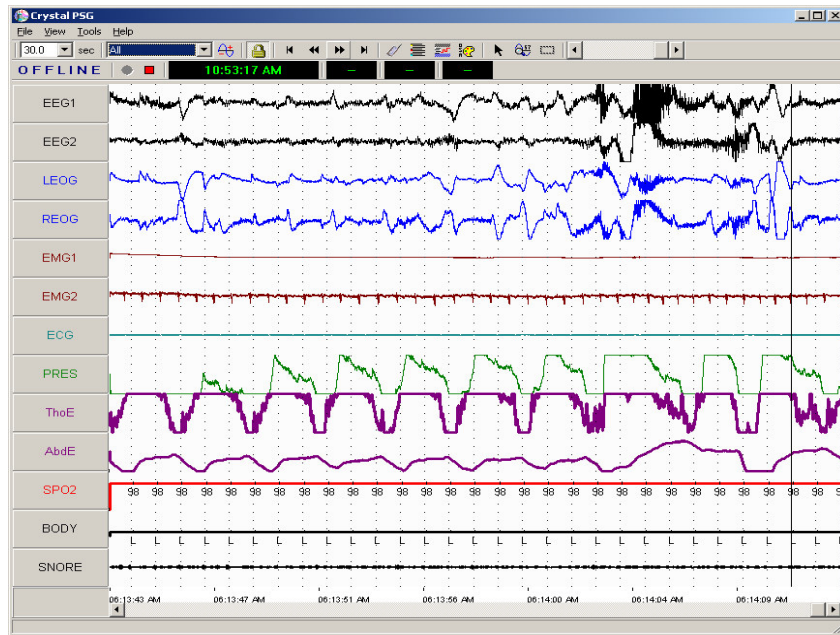 Crystal PSG
File View Tools Help
30.0 sec All
OFFLINE 10:53:17 AM – – –
EEG1
EEG2
LEOG
REOG
EMG1
EMG2
ECG
PRES
ThoE
AbdE
SPO2 98 98 98 98 98 98 98 98 98 98 98 98 98 98 98 98 98 98 98 98 98 98 98 98 98 98 98 98 98 9
BODY L L L L L L L L L L L L L L L L L L L L L L L L L L L L L L
SNORE
06:13:43 AM 06:13:47 AM 06:13:51 AM 06:13:56 AM 06:14:00 AM 06:14:04 AM 06:14:09 AM